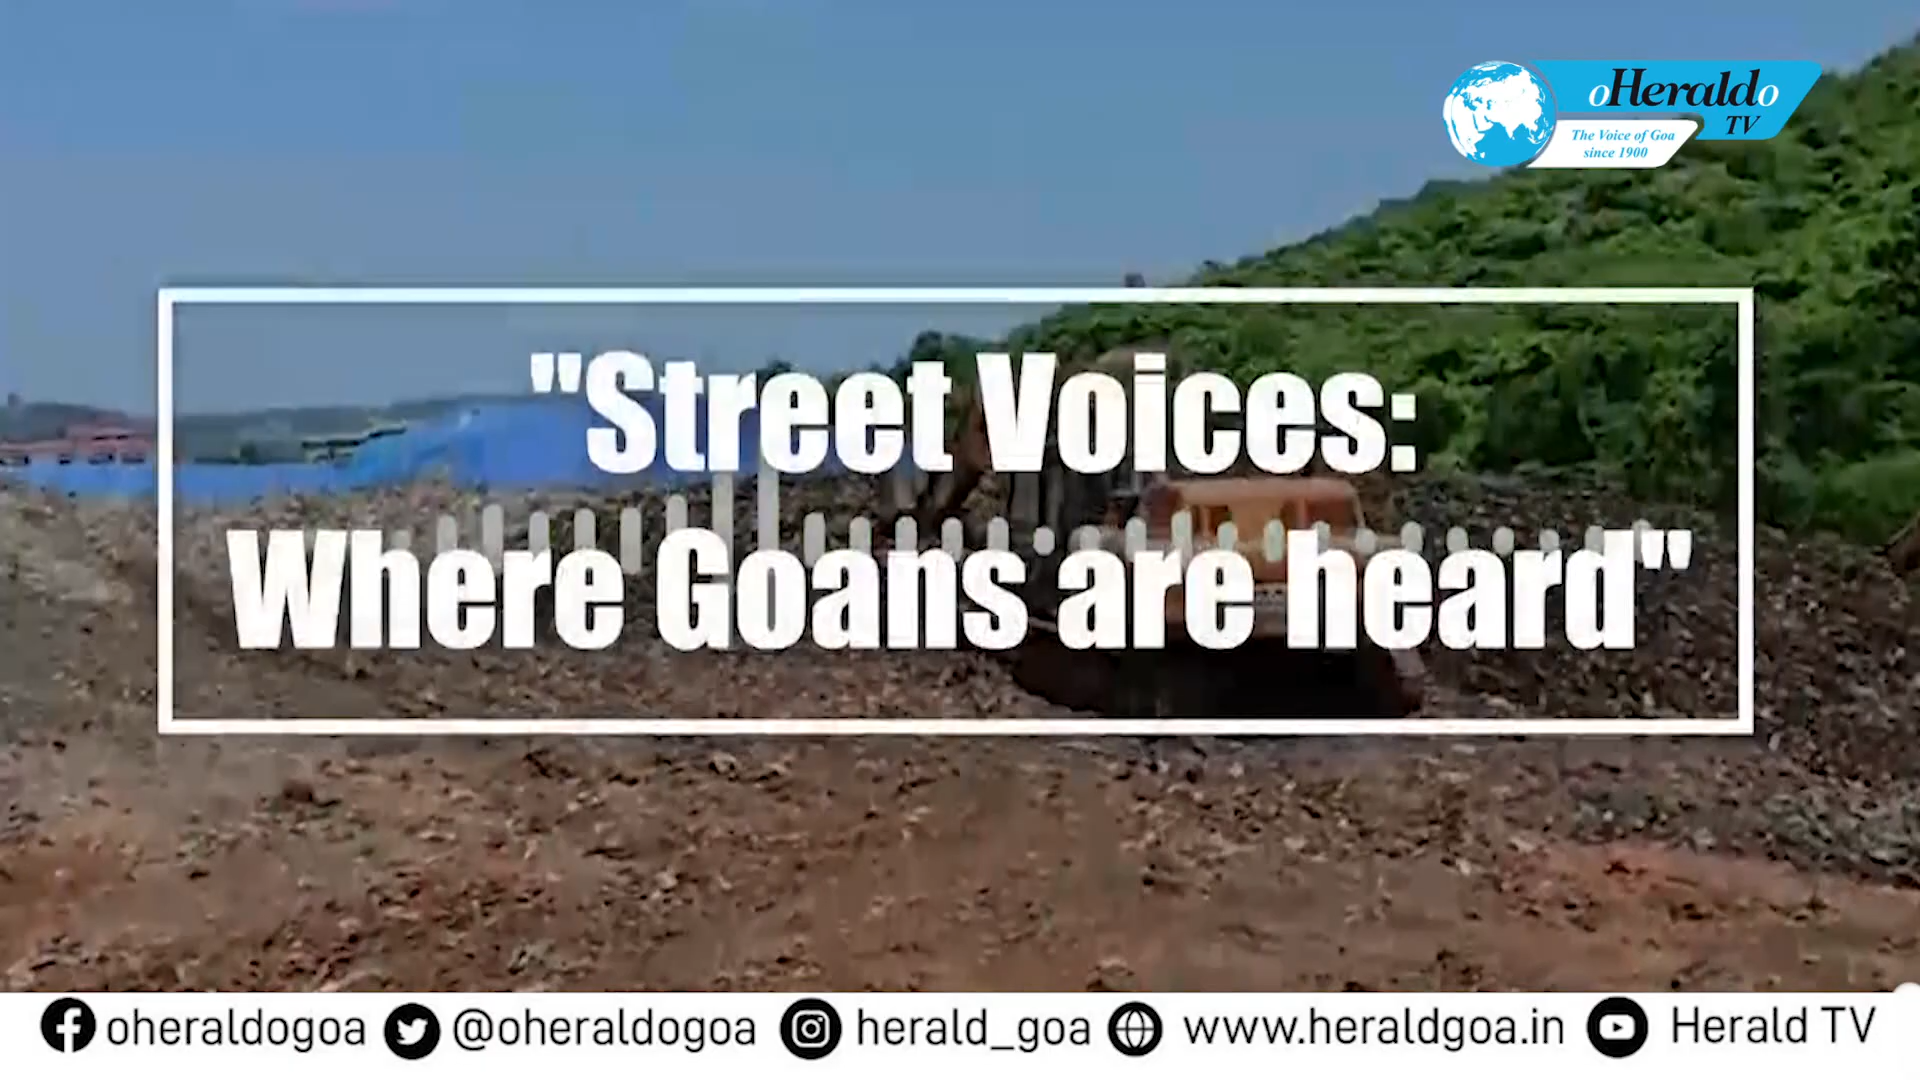 oHeraldo
TV
The Voice of Goa
since 1900
"Street Voices:
Where Goans are heard"
oheraldogoa @oheraldogoa herald_goa www.heraldgoa.in Herald TV